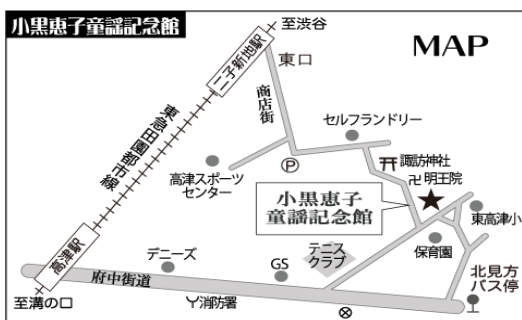 小黒恵子童謡記念館
MAP
至渋谷
二子新地駅
東口
商店街
東急田園都市線
セルフランドリー
P
高津スポーツ
センター
諏訪神社
卍 明王院
小黒恵子
童謡記念館
東高津小
保育園
高津駅
デニーズ
テニス
クラブ
GS
北見方
バス停
府中街道
至溝の口
消防署